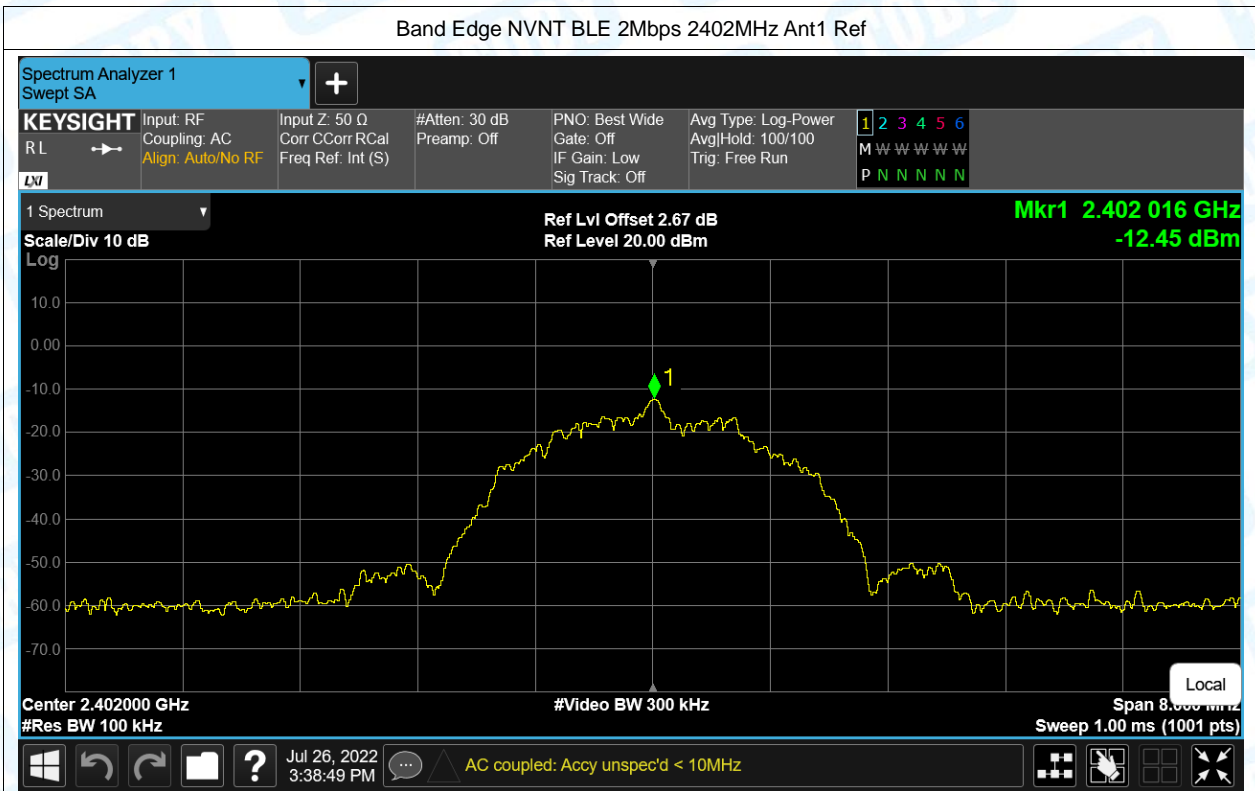 Band Edge NVNT BLE 2Mbps 2402MHz Ant1 Ref
Spectrum Analyzer 1
Swept SA
KEYSIGHT
R L
LXI
Input: RF
Coupling: AC
Align: Auto/No RF
Input Z: 50 Ω
Corr CCorr RCal
Freq Ref: Int (S)
#Atten: 30 dB
Preamp: Off
PNO: Best Wide
Gate: Off
IF Gain: Low
Sig Track: Off
Avg Type: Log-Power
Avg|Hold: 100/100
Trig: Free Run
1 2 3 4 5 6
M W W W W W
P N N N N N
1 Spectrum
Scale/Div 10 dB
Ref Lvl Offset 2.67 dB
Ref Level 20.00 dBm
Mkr1 2.402 016 GHz
-12.45 dBm
Log
10.0
0.00
-10.0
-20.0
-30.0
-40.0
-50.0
-60.0
-70.0
1
Local
Center 2.402000 GHz
#Res BW 100 kHz
#Video BW 300 kHz
Span 8.000 MHz
Sweep 1.00 ms (1001 pts)
?
Jul 26, 2022
3:38:49 PM
AC coupled: Accy unspec'd < 10MHz